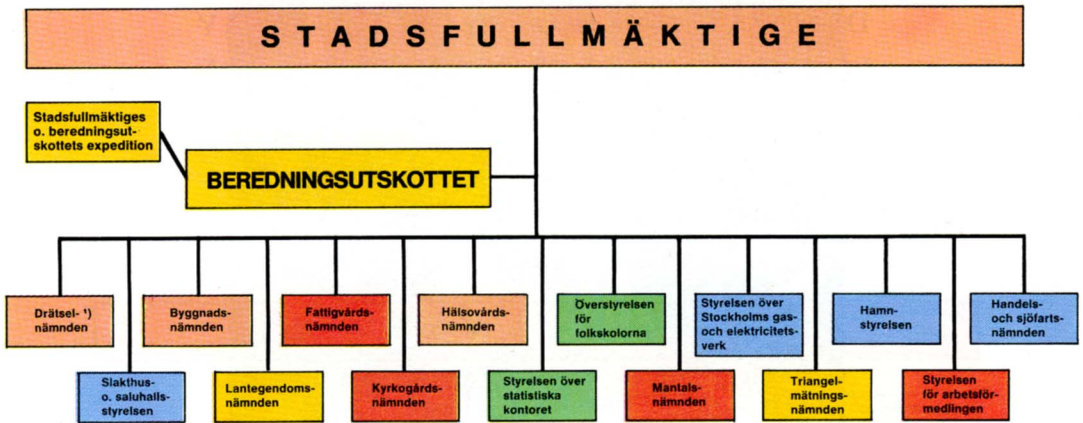 STADSFULLMÄKTIGE
Stadsfullmäktiges
o. beredningsut-
skottets expedition
BEREDNINGSUTSKOTTET
Drätsel- ¹)
nämnden
Byggnads-
nämnden
Fattigvårds-
nämnden
Hälsovårds-
nämnden
Överstyrelsen
för
folkskolorna
Styrelsen över
Stockholms gas-
och elektricitets-
verk
Hamn-
styrelsen
Handels-
och sjöfarts-
nämnden
Slakthus-
o. saluhalls-
styrelsen
Lantegendoms-
nämnden
Kyrkogårds-
nämnden
Styrelsen över
statistiska
kontoret
Mantals-
nämnden
Triangel-
mätnings-
nämnden
Styrelsen
för arbetsför-
medlingen